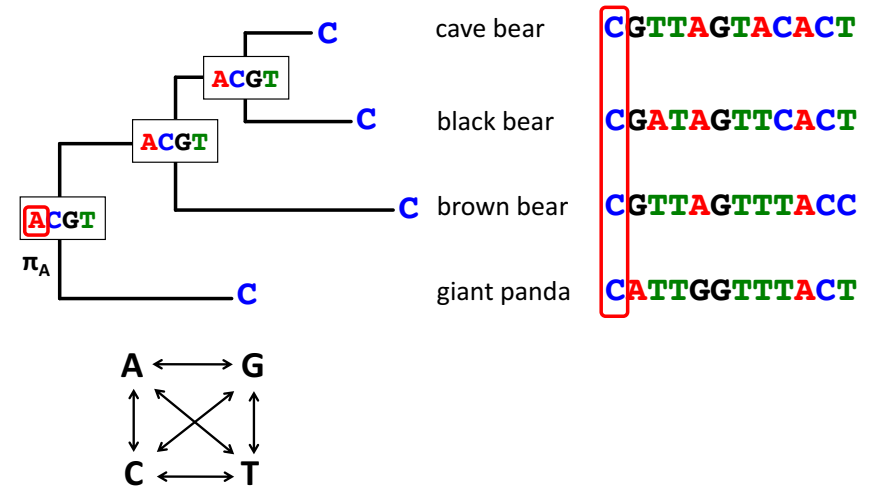 C cave bear CGTTAGTACACT
ACGT
C black bear CGATAGTTCACT
ACGT
C brown bear CGTTAGTTTACC
ACGT
πA
C giant panda CATTGGTTTACT
A G
C T